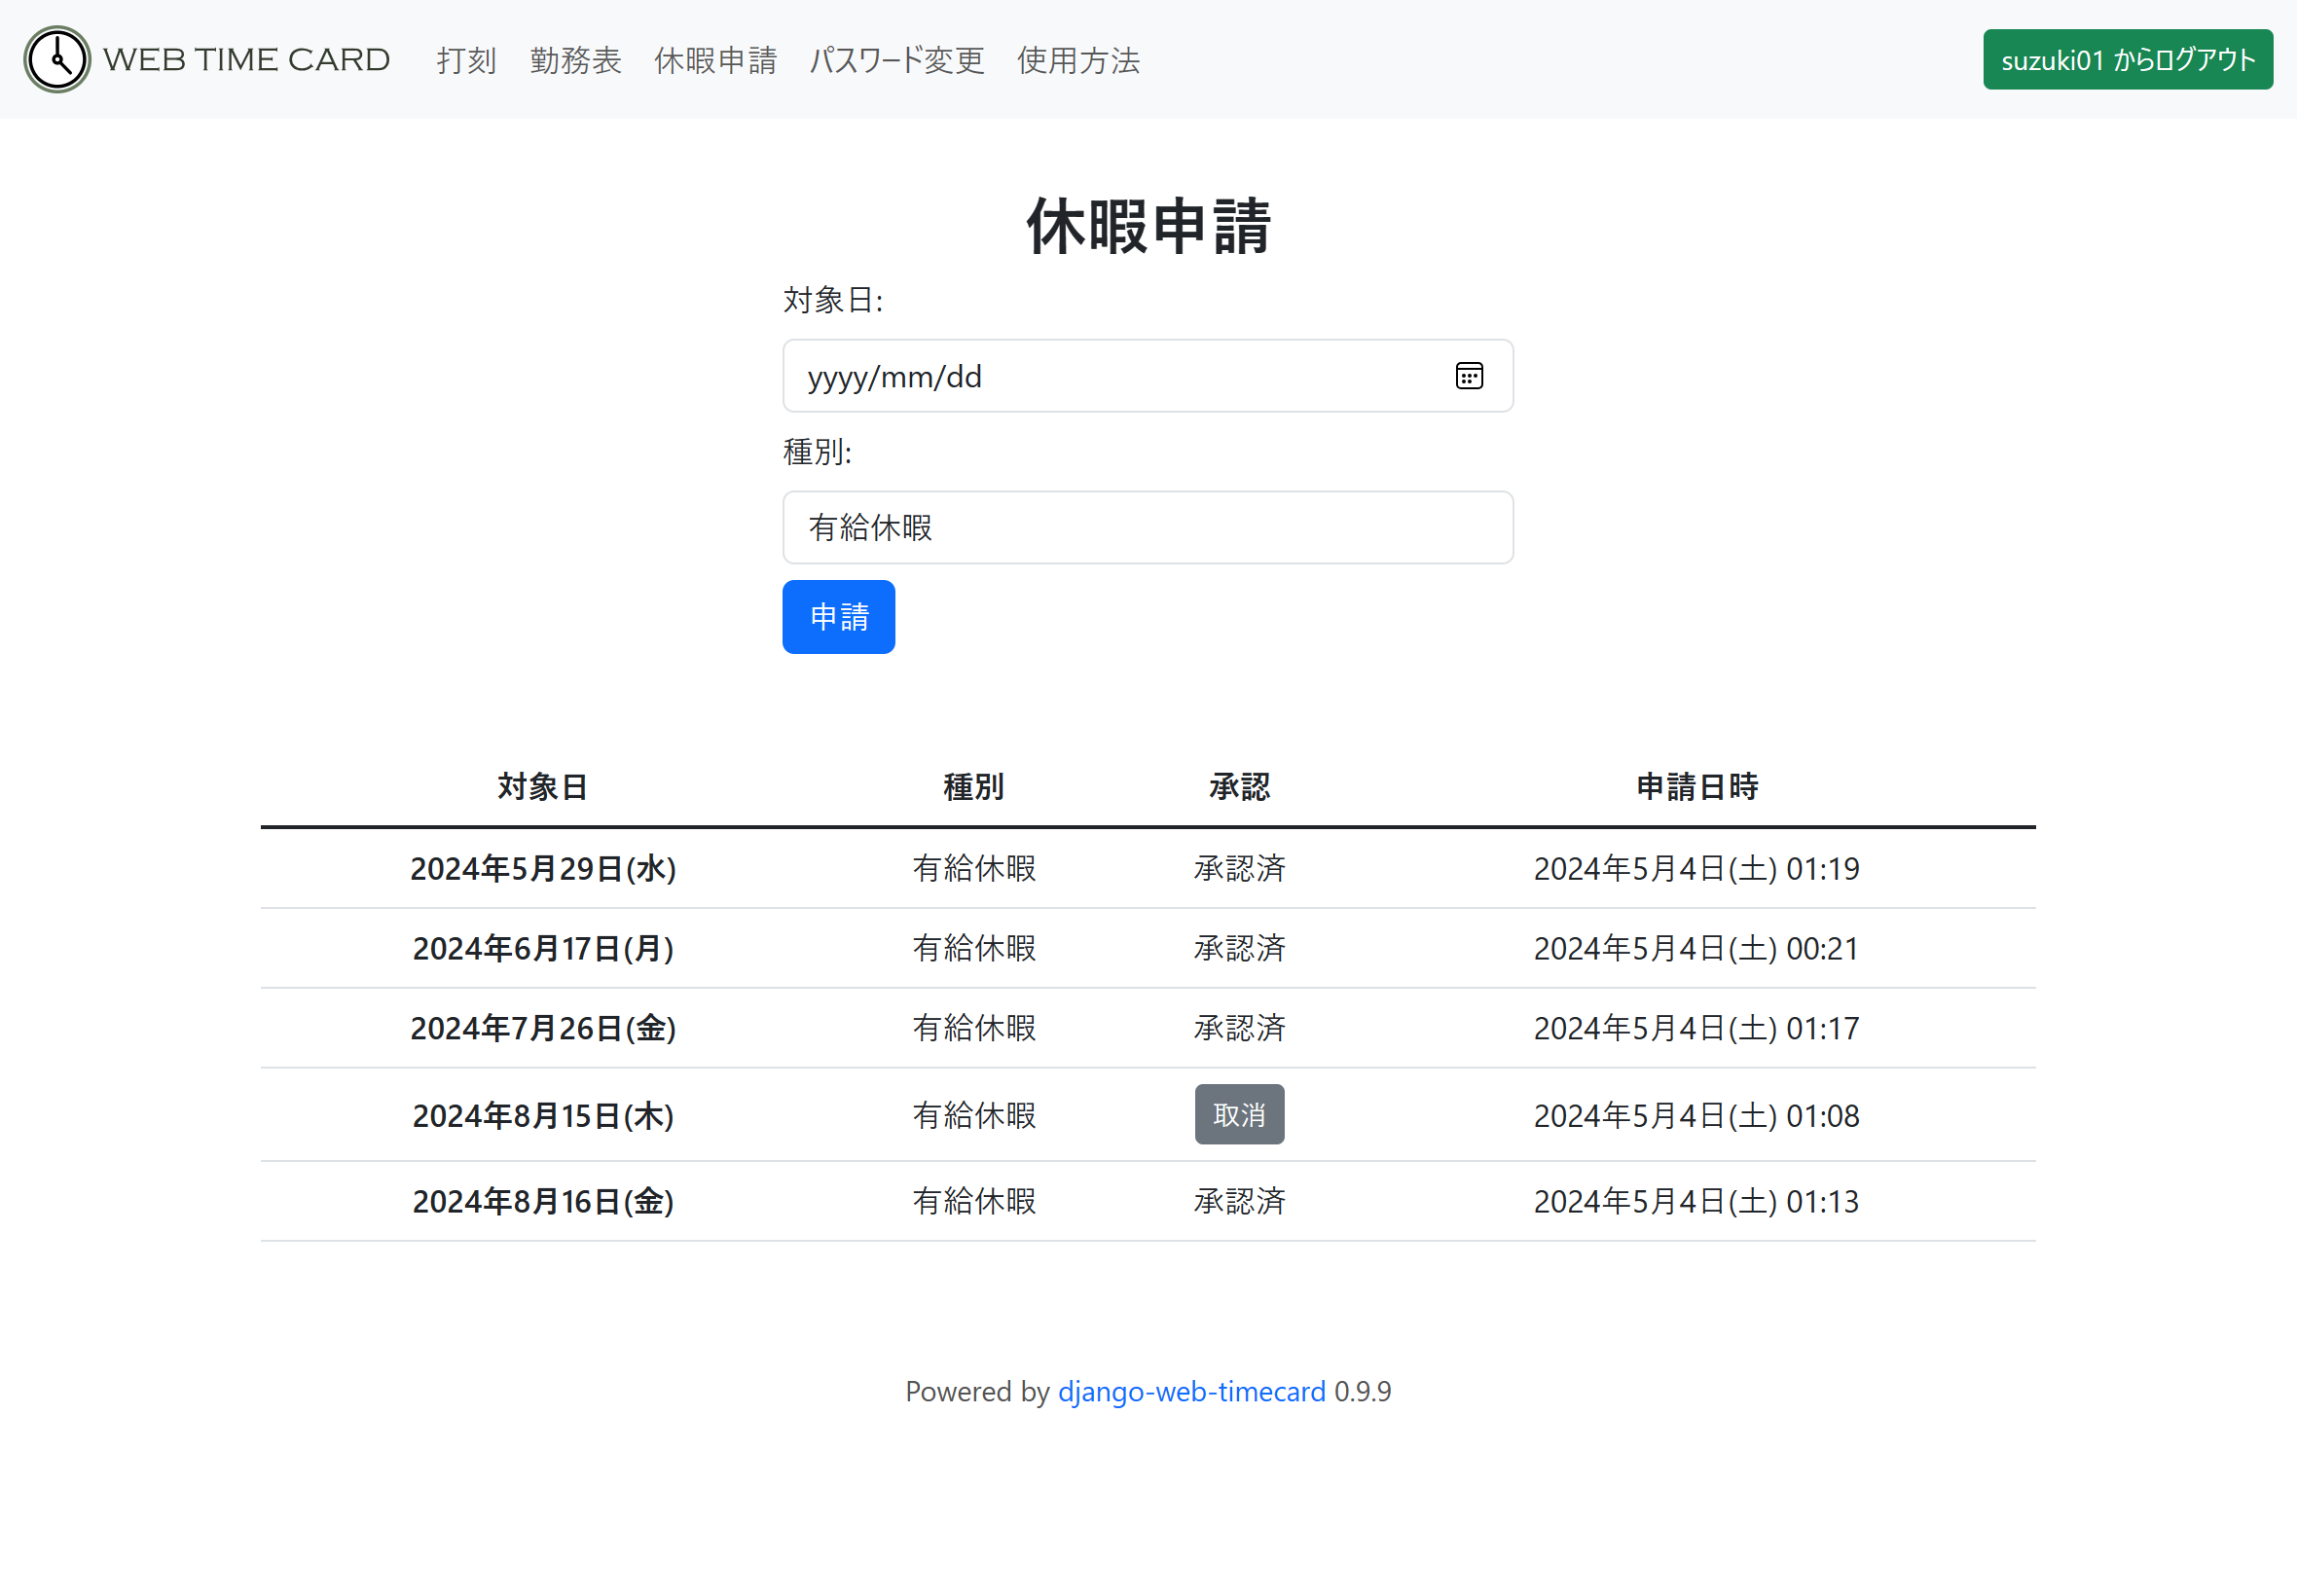 WEB TIME CARD 打刻 勤務表 休暇申請 パスワード変更 使用方法 suzuki01 からログアウト
休暇申請
対象日:
yyyy/mm/dd
種別:
有給休暇
申請
対象日 種別 承認 申請日時
2024年5月29日(水) 有給休暇 承認済 2024年5月4日(土) 01:19
2024年6月17日(月) 有給休暇 承認済 2024年5月4日(土) 00:21
2024年7月26日(金) 有給休暇 承認済 2024年5月4日(土) 01:17
2024年8月15日(木) 有給休暇 取消 2024年5月4日(土) 01:08
2024年8月16日(金) 有給休暇 承認済 2024年5月4日(土) 01:13
Powered by django-web-timecard 0.9.9